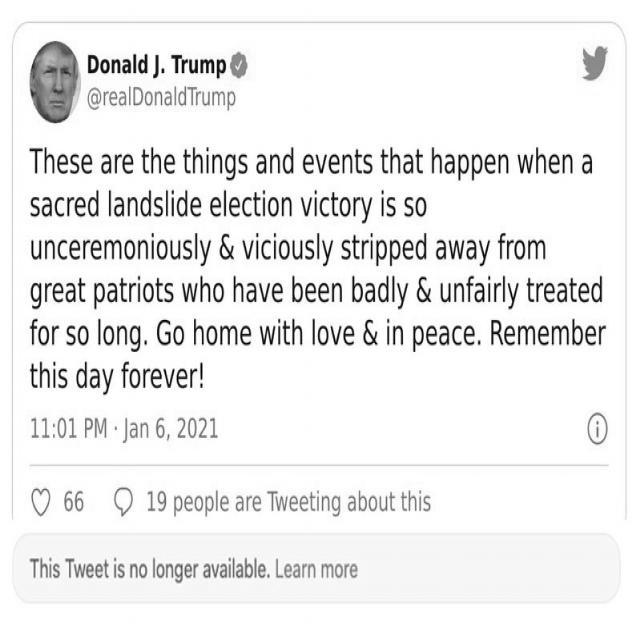 Donald J. Trump
@realDonaldTrump
These are the things and events that happen when a
sacred landslide election victory is so
unceremoniously & viciously stripped away from
great patriots who have been badly & unfairly treated
for so long. Go home with love & in peace. Remember
this day forever!
11:01 PM · Jan 6, 2021
66 19 people are Tweeting about this
This Tweet is no longer available. Learn more